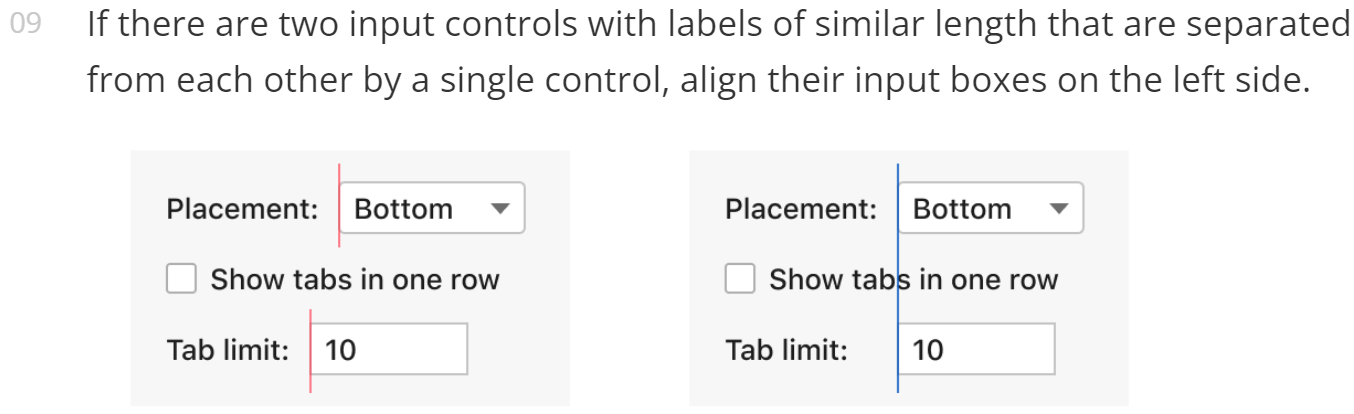 09 If there are two input controls with labels of similar length that are separated
from each other by a single control, align their input boxes on the left side.
Placement: Bottom Placement: Bottom
Show tabs in one row Show tabs in one row
Tab limit: 10 Tab limit: 10